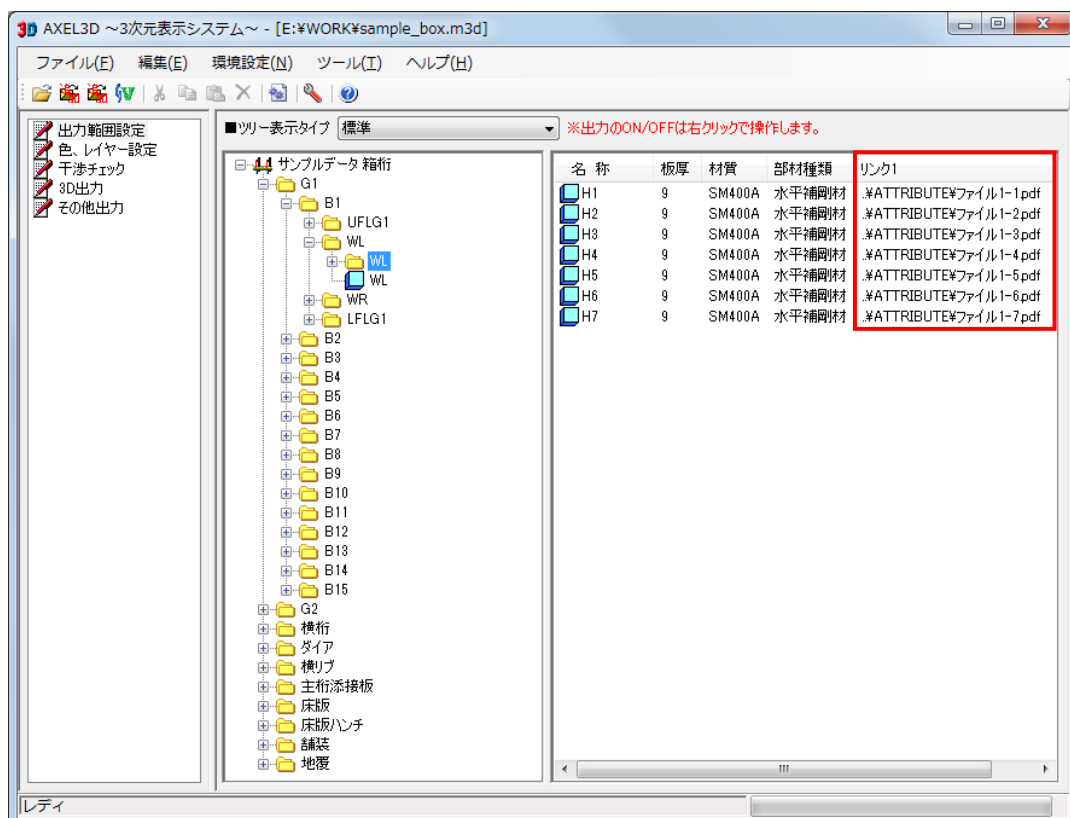 3D AXEL3D ～3次元表示システム～ - [E:¥WORK¥sample_box.m3d]
ファイル(F) 編集(E) 環境設定(N) ツール(T) ヘルプ(H)
出力範囲設定
色、レイヤー設定
干渉チェック
3D出力
その他出力
■ツリー表示タイプ 標準 ※出力のON/OFFは右クリックで操作します。
サンプルデータ 箱桁
G1
B1
UFLG1
WL
WL
WL
WR
LFLG1
B2
B3
B4
B5
B6
B7
B8
B9
B10
B11
B12
B13
B14
B15
G2
横桁
ダイア
横リブ
主桁添接板
床版
床版ハンチ
舗装
地覆
名 称 板厚 材質 部材種類 リンク1
H1 9 SM400A 水平補剛材 .¥ATTRIBUTE¥ファイル1-1.pdf
H2 9 SM400A 水平補剛材 .¥ATTRIBUTE¥ファイル1-2.pdf
H3 9 SM400A 水平補剛材 .¥ATTRIBUTE¥ファイル1-3.pdf
H4 9 SM400A 水平補剛材 .¥ATTRIBUTE¥ファイル1-4.pdf
H5 9 SM400A 水平補剛材 .¥ATTRIBUTE¥ファイル1-5.pdf
H6 9 SM400A 水平補剛材 .¥ATTRIBUTE¥ファイル1-6.pdf
H7 9 SM400A 水平補剛材 .¥ATTRIBUTE¥ファイル1-7.pdf
レディ